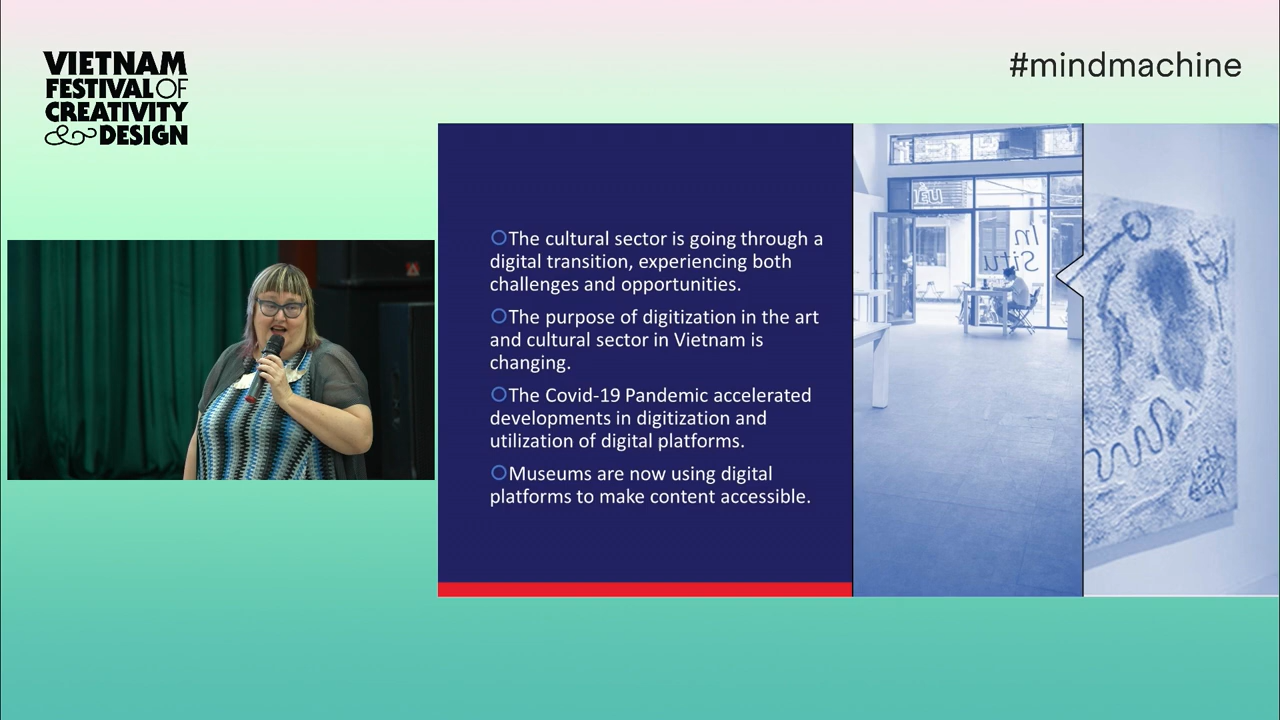 VIETNAM
FESTIVAL OF
CREATIVITY
& DESIGN
#mindmachine
The cultural sector is going through a
digital transition, experiencing both
challenges and opportunities.
The purpose of digitization in the art
and cultural sector in Vietnam is
changing.
The Covid-19 Pandemic accelerated
developments in digitization and
utilization of digital platforms.
Museums are now using digital
platforms to make content accessible.
In
Situ